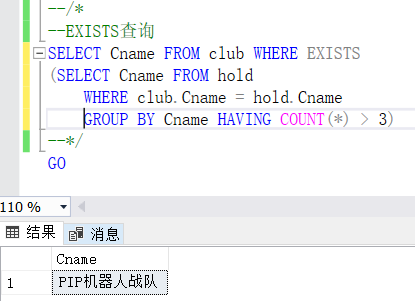 --/*
--EXISTS查询
SELECT Cname FROM club WHERE EXISTS
(SELECT Cname FROM hold
WHERE club.Cname = hold.Cname
GROUP BY Cname HAVING COUNT(*) > 3)
--*/
GO
110 %
结果 消息
Cname
1 PIP机器人战队